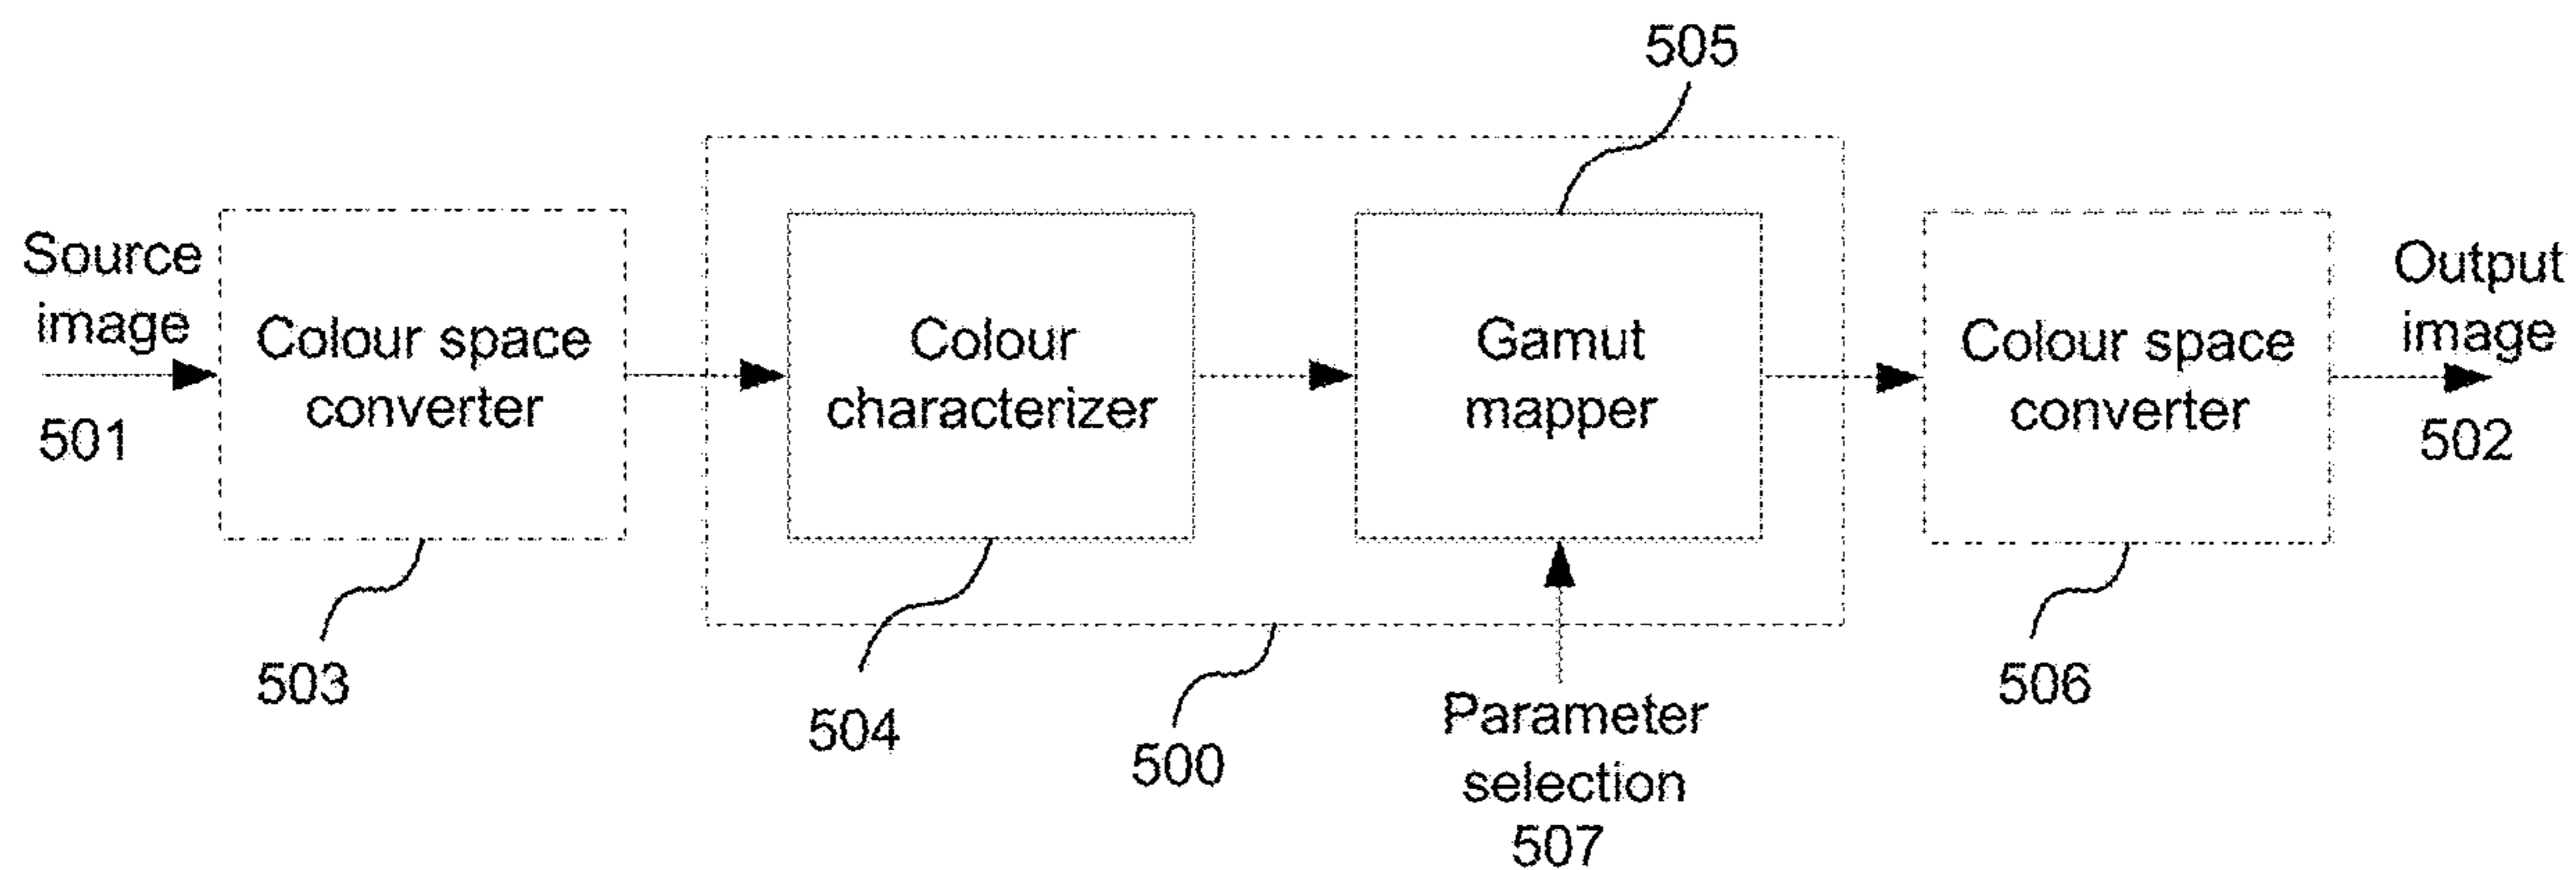 505
Source
image
501
Colour space
converter
503
Colour
characterizer
504
500
Gamut
mapper
Parameter
selection
507
Colour space
converter
506
Output
image
502